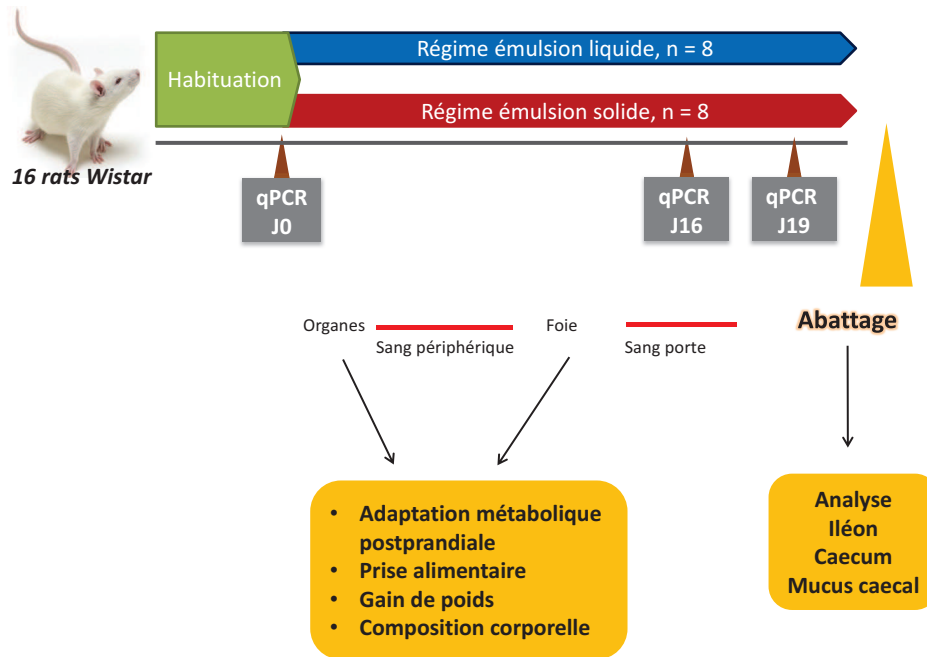 Régime émulsion liquide, n = 8
Habituation
Régime émulsion solide, n = 8
16 rats Wistar
qPCR
J0
qPCR
J16
qPCR
J19
Organes
Sang périphérique
Foie
Sang porte
Abattage
• Adaptation métabolique
postprandiale
• Prise alimentaire
• Gain de poids
• Composition corporelle
Analyse
Iléon
Caecum
Mucus caecal